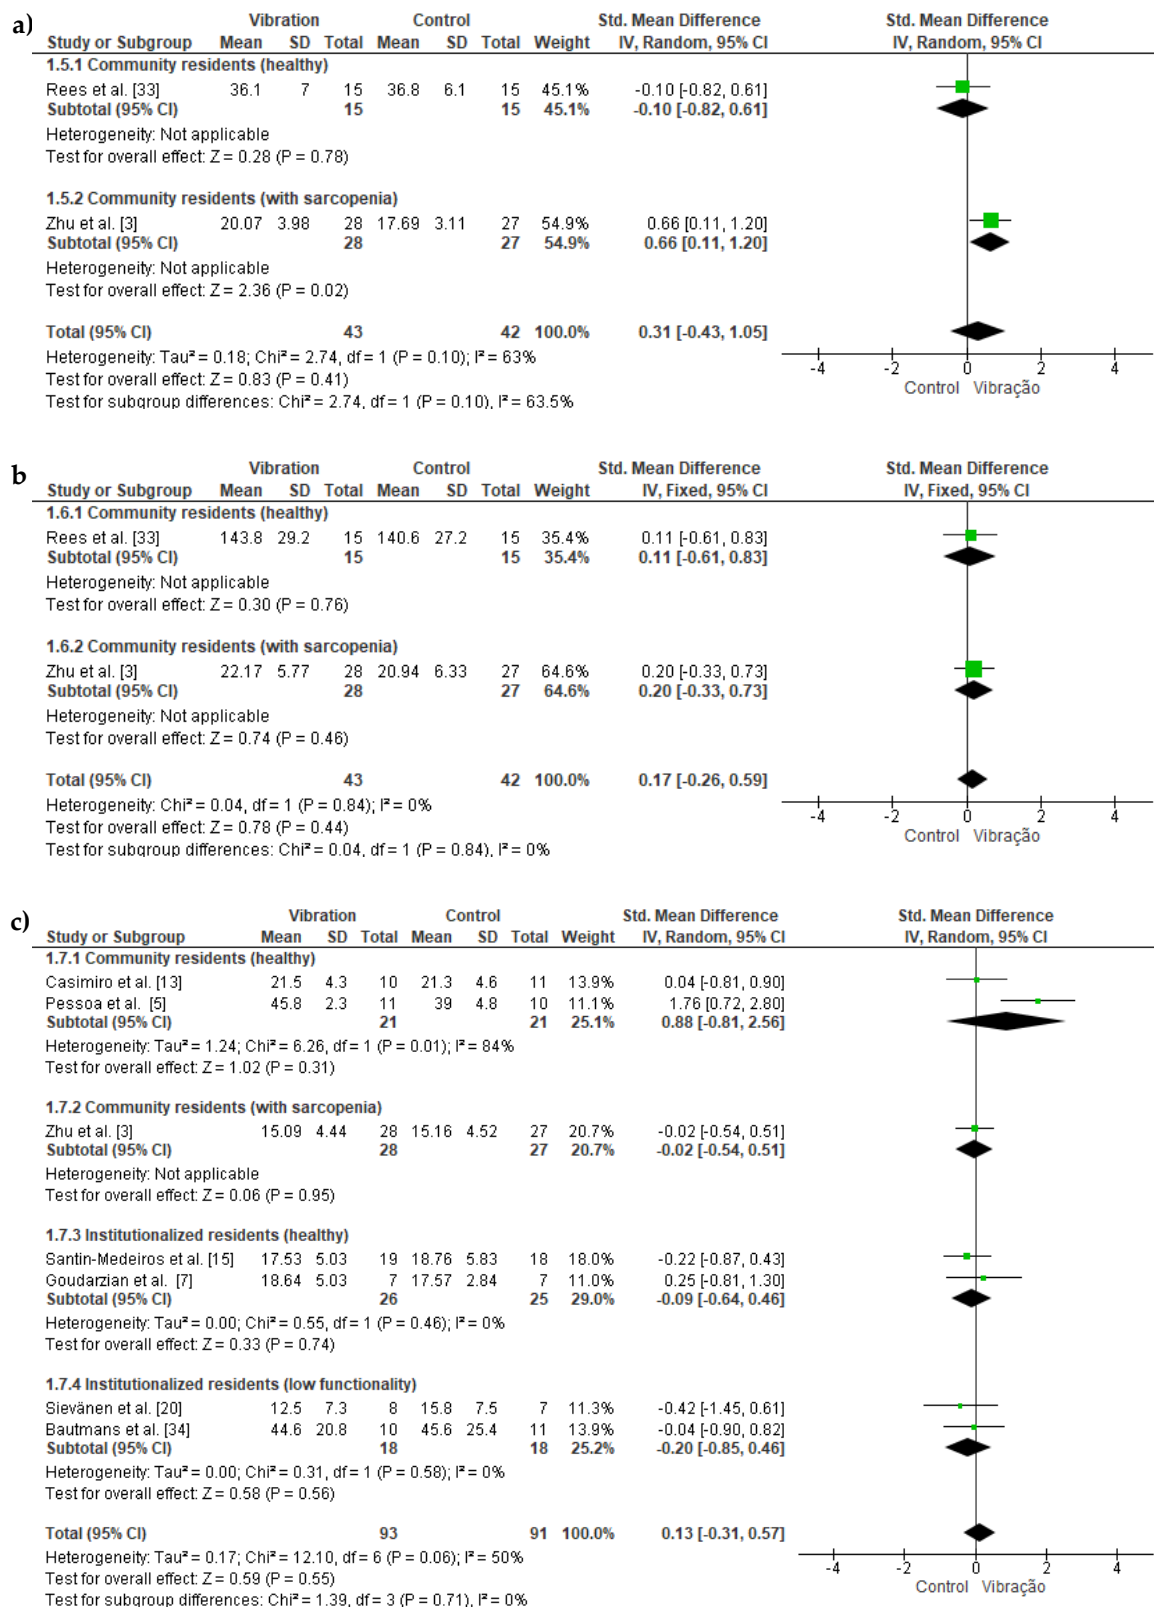 a)
Vibration Control Std. Mean Difference Std. Mean Difference
Study or Subgroup Mean SD Total Mean SD Total Weight IV, Random, 95% CI IV, Random, 95% CI
1.5.1 Community residents (healthy)
Rees et al. [33] 36.1 7 15 36.8 6.1 15 45.1% -0.10 [-0.82, 0.61]
Subtotal (95% CI) 15 15 45.1% -0.10 [-0.82, 0.61]
Heterogeneity: Not applicable
Test for overall effect: Z = 0.28 (P = 0.78)
1.5.2 Community residents (with sarcopenia)
Zhu et al. [3] 20.07 3.98 28 17.69 3.11 27 54.9% 0.66 [0.11, 1.20]
Subtotal (95% CI) 28 27 54.9% 0.66 [0.11, 1.20]
Heterogeneity: Not applicable
Test for overall effect: Z = 2.36 (P = 0.02)
Total (95% CI) 43 42 100.0% 0.31 [-0.43, 1.05]
Heterogeneity: Tau² = 0.18; Chi² = 2.74, df = 1 (P = 0.10); I² = 63%
Test for overall effect: Z = 0.83 (P = 0.41)
Test for subgroup differences: Chi² = 2.74, df = 1 (P = 0.10), I² = 63.5%
-4 -2 0 2 4
Control Vibração
b
Vibration Control Std. Mean Difference Std. Mean Difference
Study or Subgroup Mean SD Total Mean SD Total Weight IV, Fixed, 95% CI IV, Fixed, 95% CI
1.6.1 Community residents (healthy)
Rees et al. [33] 143.8 29.2 15 140.6 27.2 15 35.4% 0.11 [-0.61, 0.83]
Subtotal (95% CI) 15 15 35.4% 0.11 [-0.61, 0.83]
Heterogeneity: Not applicable
Test for overall effect: Z = 0.30 (P = 0.76)
1.6.2 Community residents (with sarcopenia)
Zhu et al. [3] 22.17 5.77 28 20.94 6.33 27 64.6% 0.20 [-0.33, 0.73]
Subtotal (95% CI) 28 27 64.6% 0.20 [-0.33, 0.73]
Heterogeneity: Not applicable
Test for overall effect: Z = 0.74 (P = 0.46)
Total (95% CI) 43 42 100.0% 0.17 [-0.26, 0.59]
Heterogeneity: Chi² = 0.04, df = 1 (P = 0.84); I² = 0%
Test for overall effect: Z = 0.78 (P = 0.44)
Test for subgroup differences: Chi² = 0.04, df = 1 (P = 0.84), I² = 0%
-4 -2 0 2 4
Control Vibração
c)
Vibration Control Std. Mean Difference Std. Mean Difference
Study or Subgroup Mean SD Total Mean SD Total Weight IV, Random, 95% CI IV, Random, 95% CI
1.7.1 Community residents (healthy)
Casimiro et al. [13] 21.5 4.3 10 21.3 4.6 11 13.9% 0.04 [-0.81, 0.90]
Pessoa et al. [5] 45.8 2.3 11 39 4.8 10 11.1% 1.76 [0.72, 2.80]
Subtotal (95% CI) 21 21 25.1% 0.88 [-0.81, 2.56]
Heterogeneity: Tau² = 1.24; Chi² = 6.26, df = 1 (P = 0.01); I² = 84%
Test for overall effect: Z = 1.02 (P = 0.31)
1.7.2 Community residents (with sarcopenia)
Zhu et al. [3] 15.09 4.44 28 15.16 4.52 27 20.7% -0.02 [-0.54, 0.51]
Subtotal (95% CI) 28 27 20.7% -0.02 [-0.54, 0.51]
Heterogeneity: Not applicable
Test for overall effect: Z = 0.06 (P = 0.95)
1.7.3 Institutionalized residents (healthy)
Santin-Medeiros et al. [15] 17.53 5.03 19 18.76 5.83 18 18.0% -0.22 [-0.87, 0.43]
Goudarzian et al. [7] 18.64 5.03 7 17.57 2.84 7 11.0% 0.25 [-0.81, 1.30]
Subtotal (95% CI) 26 25 29.0% -0.09 [-0.64, 0.46]
Heterogeneity: Tau² = 0.00; Chi² = 0.55, df = 1 (P = 0.46); I² = 0%
Test for overall effect: Z = 0.33 (P = 0.74)
1.7.4 Institutionalized residents (low functionality)
Sievänen et al. [20] 12.5 7.3 8 15.8 7.5 7 11.3% -0.42 [-1.45, 0.61]
Bautmans et al. [34] 44.6 20.8 10 45.6 25.4 11 13.9% -0.04 [-0.90, 0.82]
Subtotal (95% CI) 18 18 25.2% -0.20 [-0.85, 0.46]
Heterogeneity: Tau² = 0.00; Chi² = 0.31, df = 1 (P = 0.58); I² = 0%
Test for overall effect: Z = 0.58 (P = 0.56)
Total (95% CI) 93 91 100.0% 0.13 [-0.31, 0.57]
Heterogeneity: Tau² = 0.17; Chi² = 12.10, df = 6 (P = 0.06); I² = 50%
Test for overall effect: Z = 0.59 (P = 0.55)
Test for subgroup differences: Chi² = 1.39, df = 3 (P = 0.71), I² = 0%
-4 -2 0 2 4
Control Vibração